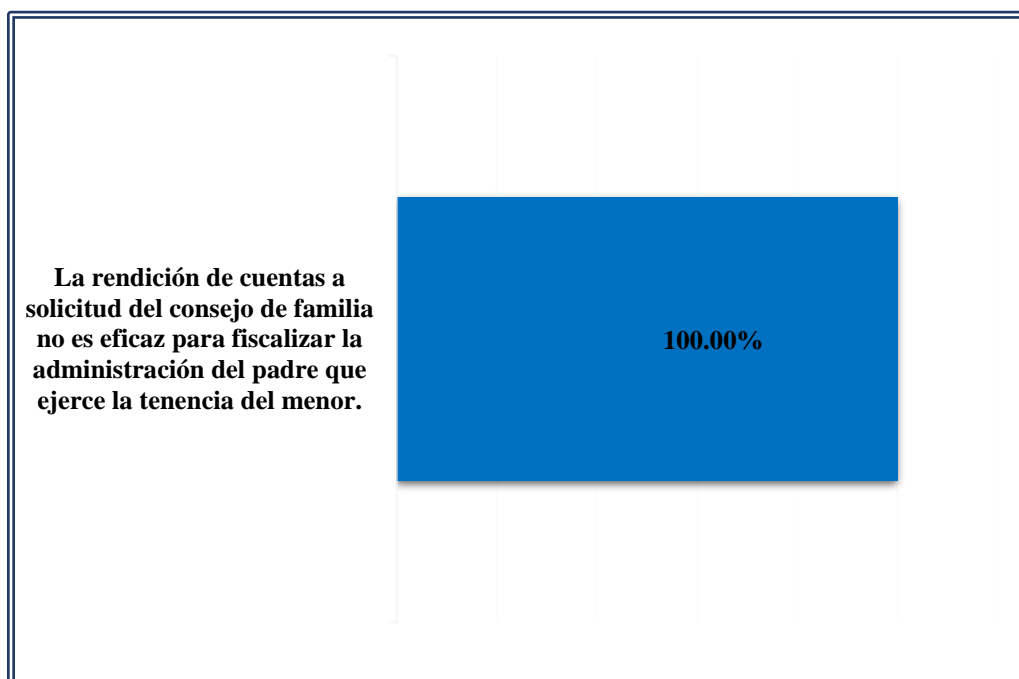 La rendición de cuentas a
solicitud del consejo de familia
no es eficaz para fiscalizar la
administración del padre que
ejerce la tenencia del menor.
100.00%